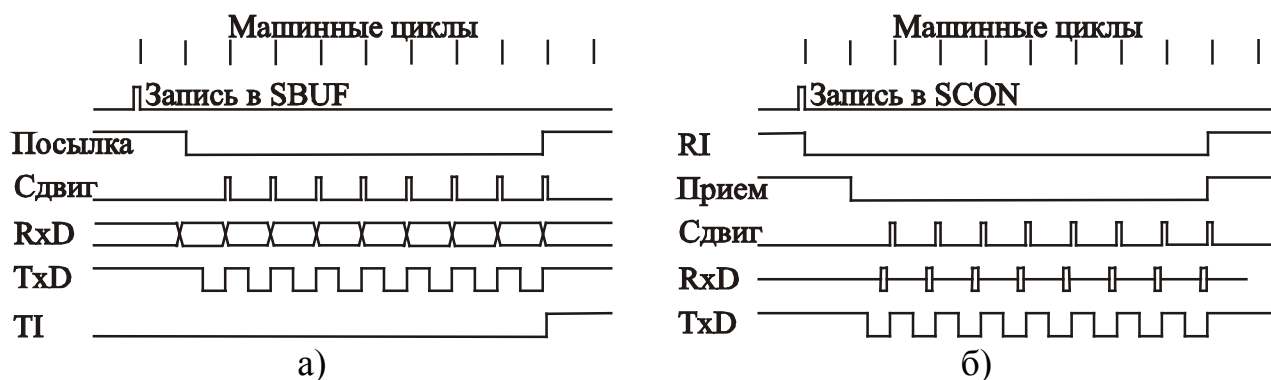 Машинные циклы
Запись в SBUF
Посылка
Сдвиг
RxD
TxD
TI
а)
Машинные циклы
Запись в SCON
RI
Прием
Сдвиг
RxD
TxD
б)